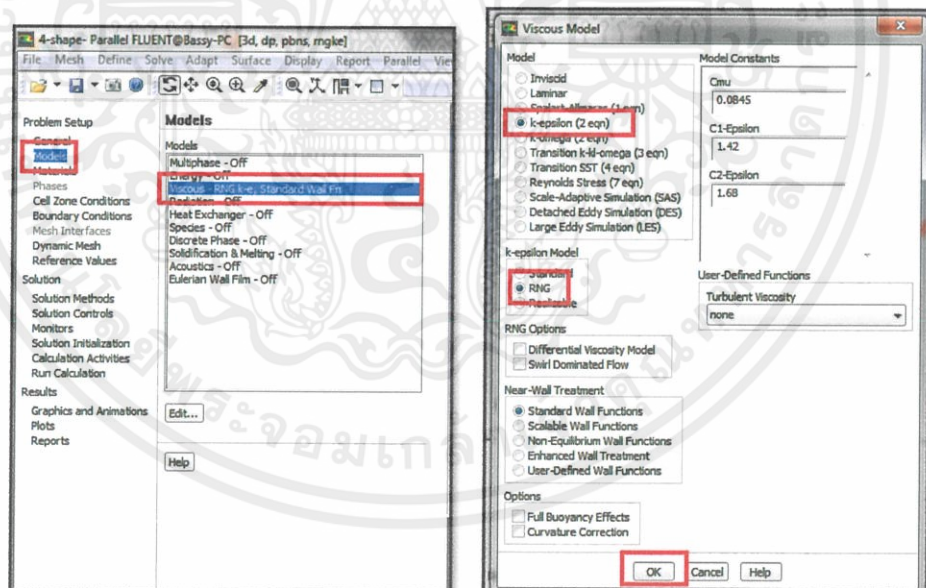 4-shape- Parallel FLUENT@Bassy-PC [3d, dp, pbns, rngke]
File Mesh Define Solve Adapt Surface Display Report Parallel View
Problem Setup
General
Models
Materials
Phases
Cell Zone Conditions
Boundary Conditions
Mesh Interfaces
Dynamic Mesh
Reference Values
Solution
Solution Methods
Solution Controls
Monitors
Solution Initialization
Calculation Activities
Run Calculation
Results
Graphics and Animations
Plots
Reports
Models
Models
Multiphase - Off
Energy - Off
Viscous - RNG k-e, Standard Wall Fn
Radiation - Off
Heat Exchanger - Off
Species - Off
Discrete Phase - Off
Solidification & Melting - Off
Acoustics - Off
Eulerian Wall Film - Off
Edit...
Help
Viscous Model
Model
Inviscid
Laminar
Spalart-Allmaras (1 eqn)
k-epsilon (2 eqn)
k-omega (2 eqn)
Transition k-kl-omega (3 eqn)
Transition SST (4 eqn)
Reynolds Stress (7 eqn)
Scale-Adaptive Simulation (SAS)
Detached Eddy Simulation (DES)
Large Eddy Simulation (LES)
k-epsilon Model
Standard
RNG
Realizable
RNG Options
Differential Viscosity Model
Swirl Dominated Flow
Near-Wall Treatment
Standard Wall Functions
Scalable Wall Functions
Non-Equilibrium Wall Functions
Enhanced Wall Treatment
User-Defined Wall Functions
Options
Full Buoyancy Effects
Curvature Correction
Model Constants
Cmu
0.0845
C1-Epsilon
1.42
C2-Epsilon
1.68
User-Defined Functions
Turbulent Viscosity
none
OK Cancel Help